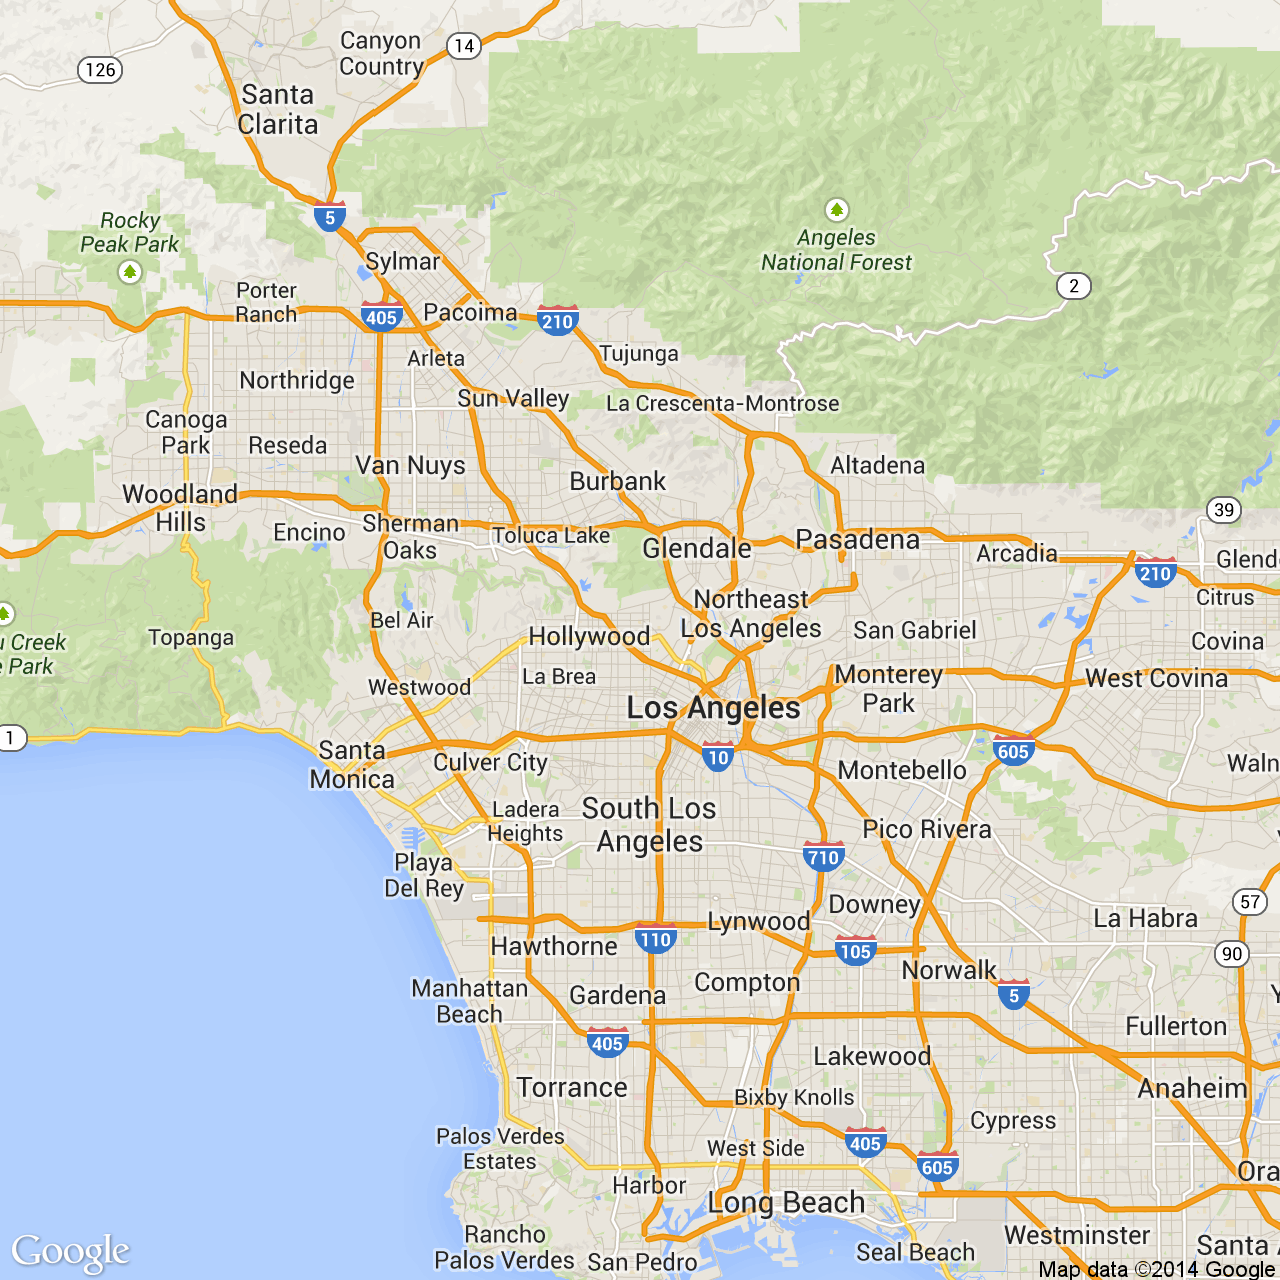 Canyon
Country
14
126
Santa
Clarita
5
Rocky
Peak Park
Angeles
National Forest
Sylmar
2
Porter
Ranch
405
Pacoima
210
Arleta
Tujunga
Northridge
Sun Valley
La Crescenta-Montrose
Canoga
Park
Reseda
Van Nuys
Altadena
Burbank
Woodland
Hills
39
Encino
Sherman
Oaks
Toluca Lake
Glendale
Pasadena
Arcadia
Glend
210
Citrus
Northeast
Los Angeles
Bel Air
San Gabriel
u Creek
e Park
Topanga
Hollywood
Covina
La Brea
Monterey
Park
West Covina
Westwood
Los Angeles
1
Santa
Monica
Culver City
10
605
Montebello
Waln
Ladera
Heights
South Los
Angeles
Pico Rivera
Playa
Del Rey
710
57
Downey
La Habra
Lynwood
Hawthorne
110
105
90
Norwalk
Compton
Manhattan
Beach
Gardena
5
Y
Fullerton
405
Lakewood
Torrance
Bixby Knolls
Anaheim
Cypress
Palos Verdes
Estates
West Side
405
605
Ora
Harbor
Long Beach
Rancho
Palos Verdes
San Pedro
Seal Beach
Westminster
Santa A
Google
Map data ©2014 Google